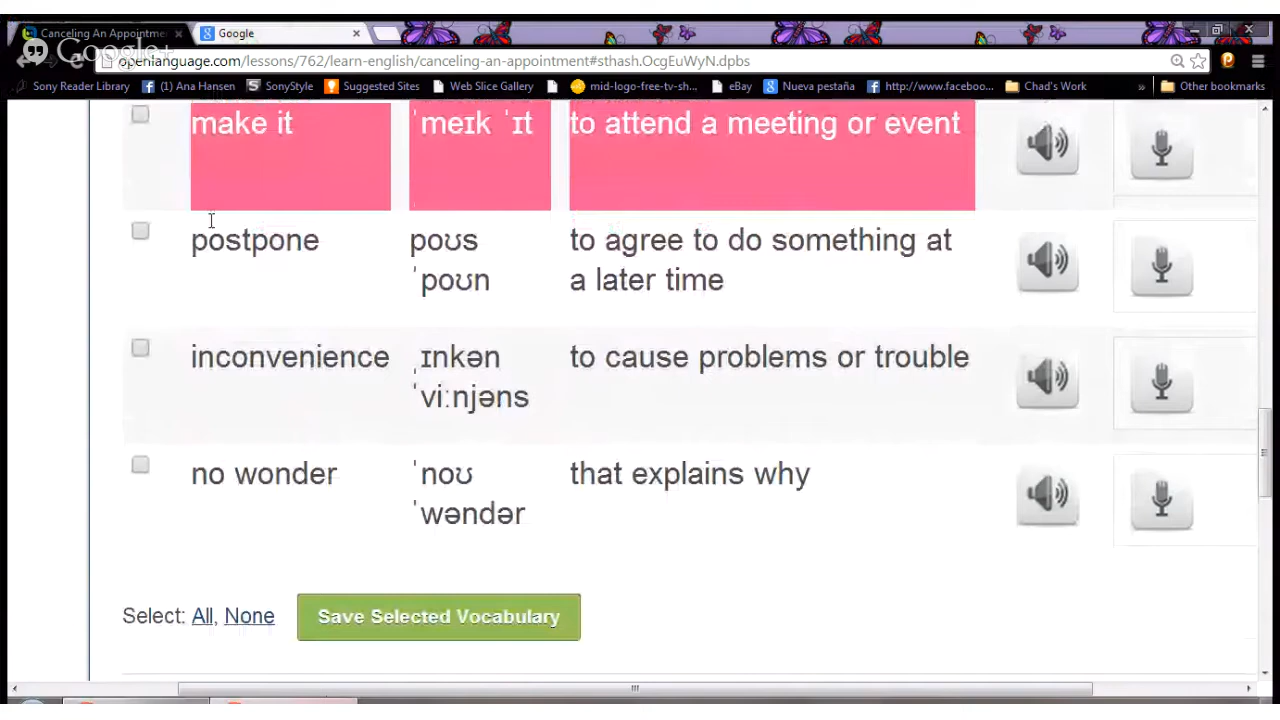 Canceling An Appointme
Google
Google+
openlanguage.com/lessons/762/learn-english/canceling-an-appointment#sthash.OcgEuWyN.dpbs
Sony Reader Library
(1) Ana Hansen
SonyStyle
Suggested Sites
Web Slice Gallery
mid-logo-free-tv-sh...
eBay
Nueva pestaña
http://www.faceboo...
Chad's Work
»
Other bookmarks
make it ˈmeɪk ˈɪt to attend a meeting or event
postpone poʊs to agree to do something at
ˈpoʊn a later time
inconvenience ˌɪnkən to cause problems or trouble
ˈviːnjəns
no wonder ˈnoʊ that explains why
ˈwəndər
Select: All, None Save Selected Vocabulary